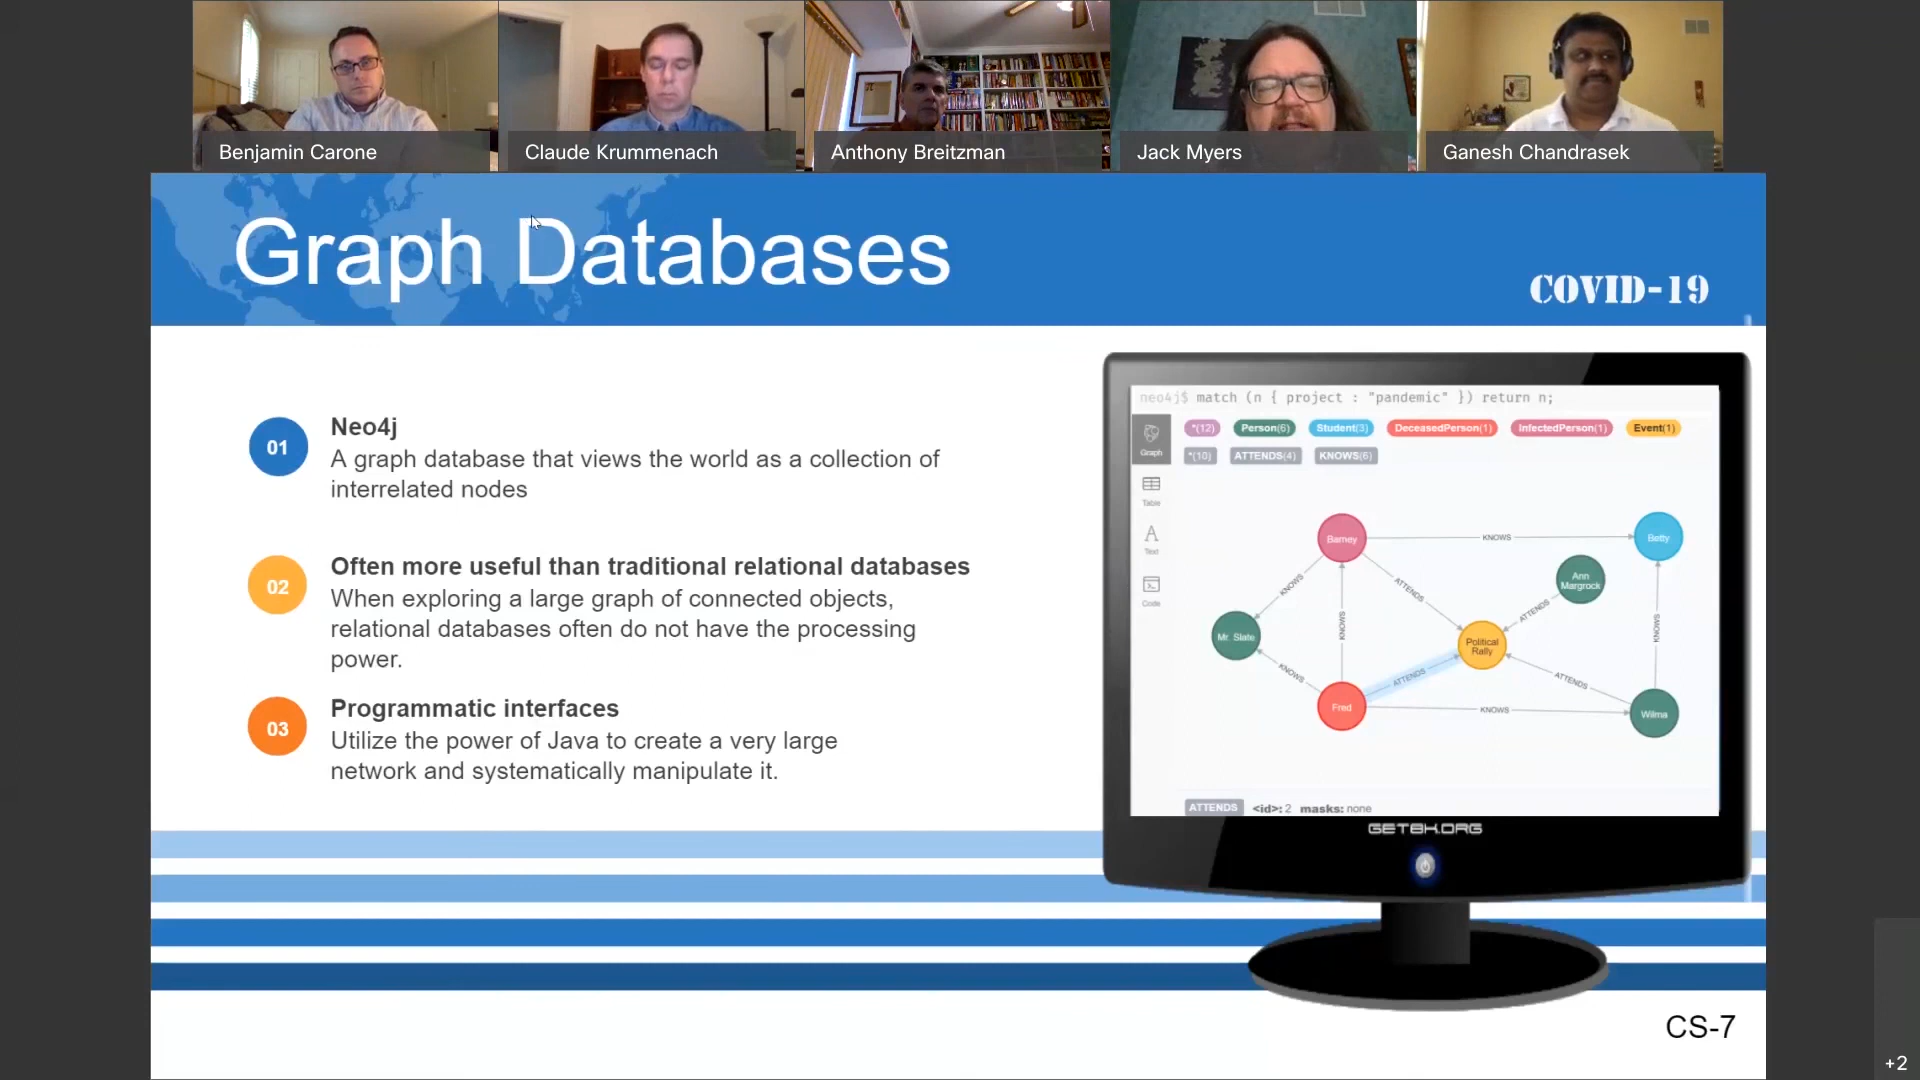 Benjamin Carone
Claude Krummenach
Anthony Breitzman
Jack Myers
Ganesh Chandrasek
Graph Databases
COVID-19
01
Neo4j
A graph database that views the world as a collection of
interrelated nodes
02
Often more useful than traditional relational databases
When exploring a large graph of connected objects,
relational databases often do not have the processing
power.
03
Programmatic interfaces
Utilize the power of Java to create a very large
network and systematically manipulate it.
neo4j$ match (n { project : "pandemic" }) return n;
*(12) Person(6) Student(3) DeceasedPerson(1) InfectedPerson(1) Event(1)
*(10) ATTENDS(4) KNOWS(6)
Graph
Table
Text
Code
Barney
KNOWS
Betty
Ann
Margrock
KNOWS
ATTENDS
ATTENDS
KNOWS
KNOWS
Mr. Slate
Political
Rally
KNOWS
ATTENDS
ATTENDS
Fred
KNOWS
Wilma
ATTENDS <id>: 2 masks: none
GETBK.ORG
CS-7
+2